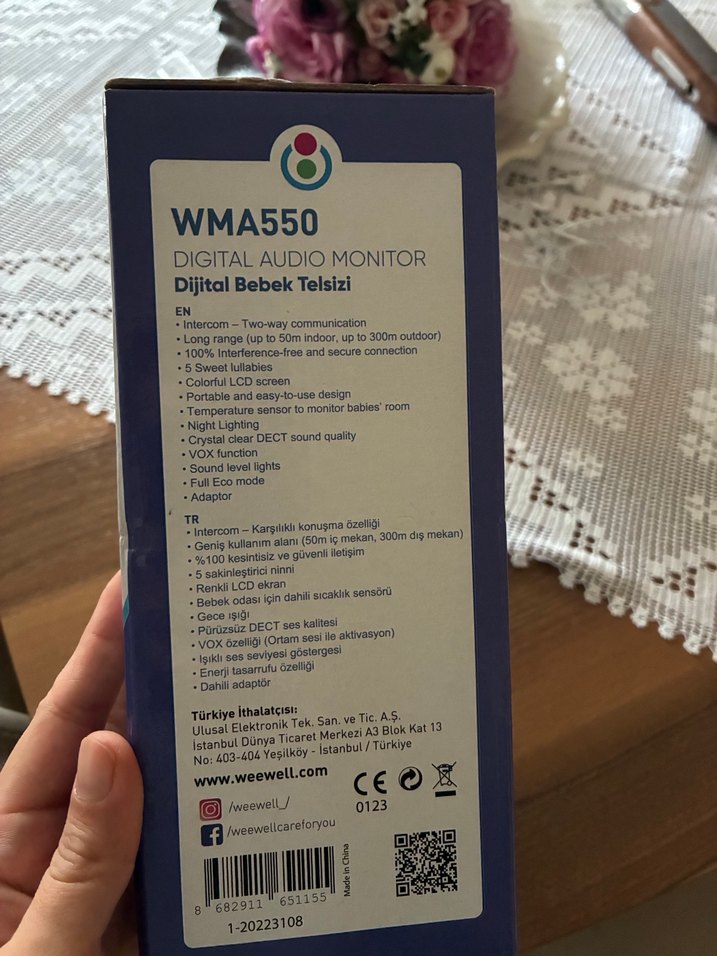 WMA550
DIGITAL AUDIO MONITOR
Dijital Bebek Telsizi
EN
• Intercom – Two-way communication
• Long range (up to 50m indoor, up to 300m outdoor)
• 100% Interference-free and secure connection
• 5 Sweet lullabies
• Colorful LCD screen
• Portable and easy-to-use design
• Temperature sensor to monitor babies' room
• Night Lighting
• Crystal clear DECT sound quality
• VOX function
• Sound level lights
• Full Eco mode
• Adaptor
TR
• Intercom – Karşılıklı konuşma özelliği
• Geniş kullanım alanı (50m iç mekan, 300m dış mekan)
• %100 kesintisiz ve güvenli iletişim
• 5 sakinleştirici ninni
• Renkli LCD ekran
• Bebek odası için dahili sıcaklık sensörü
• Gece ışığı
• Pürüzsüz DECT ses kalitesi
• VOX özelliği (Ortam sesi ile aktivasyon)
• Işıklı ses seviyesi göstergesi
• Enerji tasarrufu özelliği
• Dahili adaptör
Türkiye İthalatçısı:
Ulusal Elektronik Tek. San. ve Tic. A.Ş.
İstanbul Dünya Ticaret Merkezi A3 Blok Kat 13
No: 403-404 Yeşilköy - İstanbul / Türkiye
www.weewell.com
/weewell_/
/weewellcareforyou
CE
0123
8 682911 651155
Made in China
1-20223108